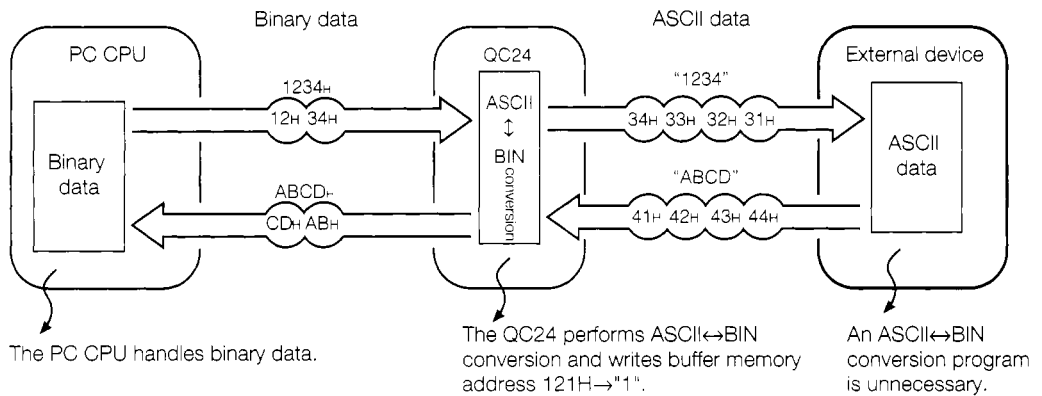 Binary data
ASCII data
PC CPU
QC24
External device
1234H
12H 34H
"1234"
34H 33H 32H 31H
Binary
data
ASCII
↕
BIN
conversion
ASCII
data
ABCDH
CDH ABH
"ABCD"
41H 42H 43H 44H
The PC CPU handles binary data.
The QC24 performs ASCII↔BIN
conversion and writes buffer memory
address 121H→"1".
An ASCII↔BIN
conversion program
is unnecessary.